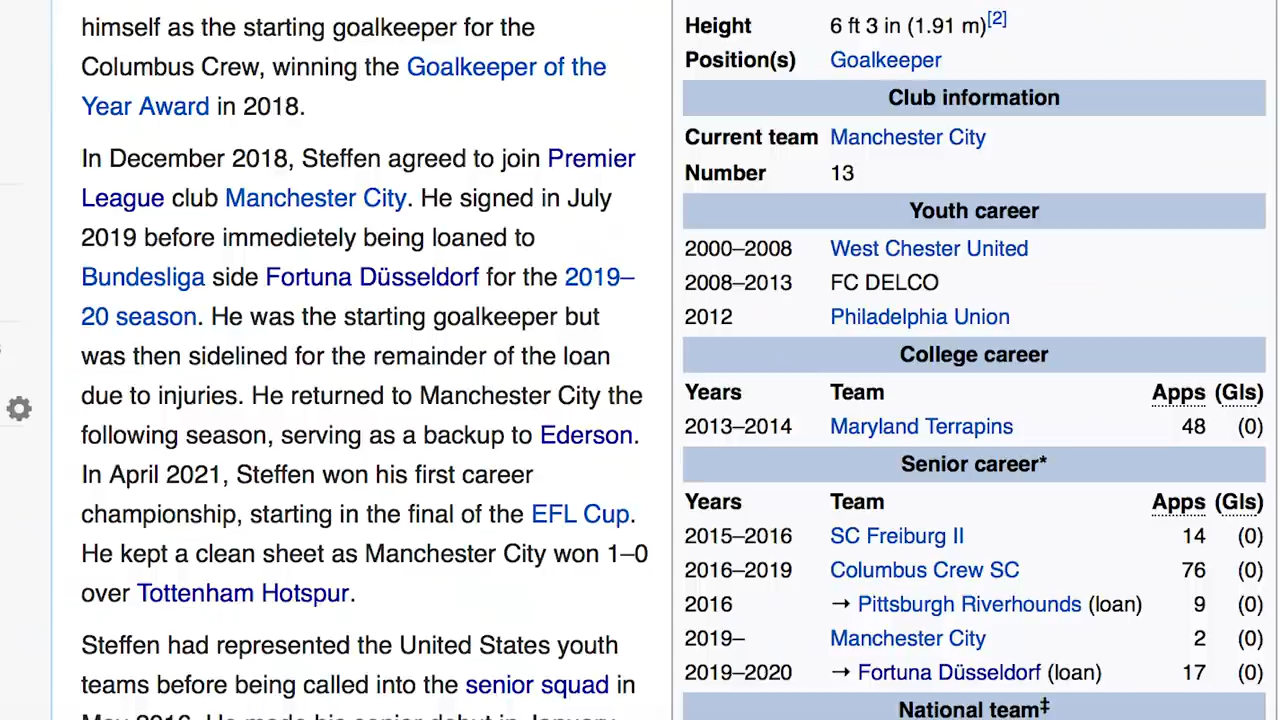 himself as the starting goalkeeper for the
Columbus Crew, winning the Goalkeeper of the
Year Award in 2018.
In December 2018, Steffen agreed to join Premier
League club Manchester City. He signed in July
2019 before immedietely being loaned to
Bundesliga side Fortuna Düsseldorf for the 2019–
20 season. He was the starting goalkeeper but
was then sidelined for the remainder of the loan
due to injuries. He returned to Manchester City the
following season, serving as a backup to Ederson.
In April 2021, Steffen won his first career
championship, starting in the final of the EFL Cup.
He kept a clean sheet as Manchester City won 1–0
over Tottenham Hotspur.
Steffen had represented the United States youth
teams before being called into the senior squad in
May 2016. He made his senior debut in January
Height 6 ft 3 in (1.91 m)[2]
Position(s) Goalkeeper
Club information
Current team Manchester City
Number 13
Youth career
2000–2008 West Chester United
2008–2013 FC DELCO
2012 Philadelphia Union
College career
Years Team Apps (Gls)
2013–2014 Maryland Terrapins 48 (0)
Senior career*
Years Team Apps (Gls)
2015–2016 SC Freiburg II 14 (0)
2016–2019 Columbus Crew SC 76 (0)
2016 → Pittsburgh Riverhounds (loan) 9 (0)
2019– Manchester City 2 (0)
2019–2020 → Fortuna Düsseldorf (loan) 17 (0)
National team‡